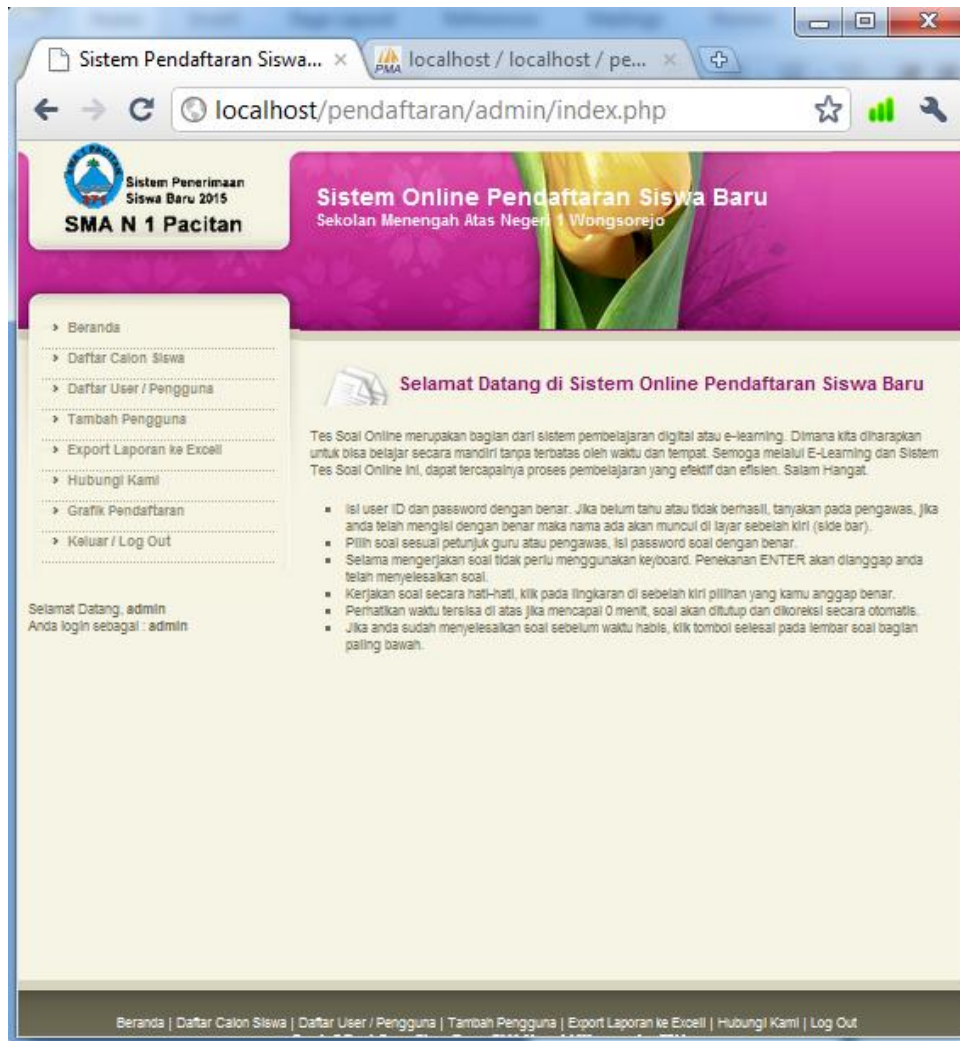 Sistem Pendaftaran Siswa...
localhost / localhost / pe...
localhost/pendaftaran/admin/index.php
Sistem Penerimaan
Siswa Baru 2015
SMA N 1 Pacitan
Sistem Online Pendaftaran Siswa Baru
Sekolan Menengah Atas Negeri 1 Wongsorejo
Beranda
Daftar Calon Siswa
Daftar User / Pengguna
Tambah Pengguna
Export Laporan ke Excell
Hubungi Kami
Grafik Pendaftaran
Keluar / Log Out
Selamat Datang, admin
Anda login sebagai : admin
Selamat Datang di Sistem Online Pendaftaran Siswa Baru
Tes Soal Online merupakan bagian dari sistem pembelajaran digital atau e-learning. Dimana kita diharapkan
untuk bisa belajar secara mandiri tanpa terbatas oleh waktu dan tempat. Semoga melalui E-Learning dan Sistem
Tes Soal Online ini, dapat tercapainya proses pembelajaran yang efektif dan efisien. Salam Hangat.
Isi user ID dan password dengan benar. Jika belum tahu atau tidak berhasil, tanyakan pada pengawas, jika
anda telah mengisi dengan benar maka nama ada akan muncul di layar sebelah kiri (side bar).
Pilih soal sesuai petunjuk guru atau pengawas, isi password soal dengan benar.
Selama mengerjakan soal tidak perlu menggunakan keyboard. Penekanan ENTER akan dianggap anda
telah menyelesaikan soal.
Kerjakan soal secara hati-hati, klik pada lingkaran di sebelah kiri pilihan yang kamu anggap benar.
Perhatikan waktu tersisa di atas jika mencapai 0 menit, soal akan ditutup dan dikoreksi secara otomatis.
Jika anda sudah menyelesaikan soal sebelum waktu habis, klik tombol selesai pada lembar soal bagian
paling bawah.
Beranda | Daftar Calon Siswa | Daftar User / Pengguna | Tambah Pengguna | Export Laporan ke Excell | Hubungi Kami | Log Out